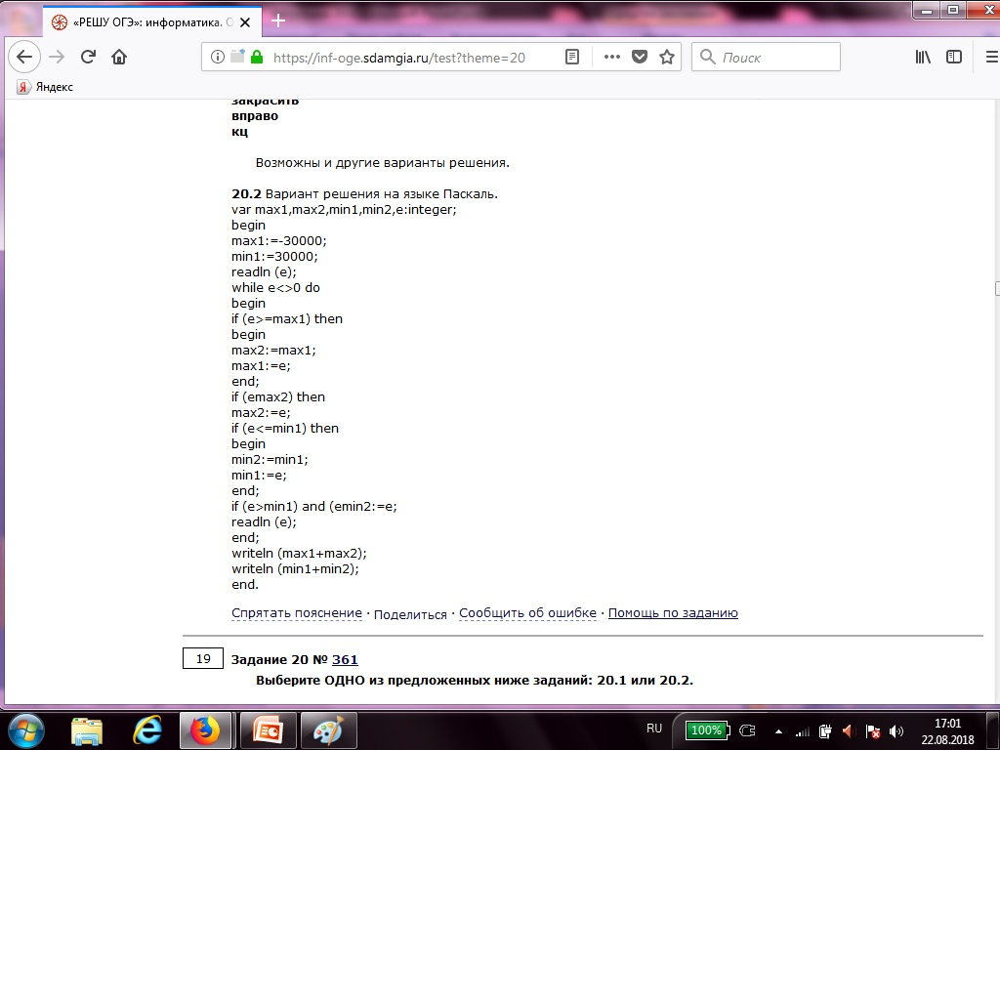 «РЕШУ ОГЭ»: информатика. О
https://inf-oge.sdamgia.ru/test?theme=20
Поиск
Яндекс
закрасить
вправо
кц
Возможны и другие варианты решения.
20.2 Вариант решения на языке Паскаль.
var max1,max2,min1,min2,e:integer;
begin
max1:=-30000;
min1:=30000;
readln (e);
while e<>0 do
begin
if (e>=max1) then
begin
max2:=max1;
max1:=e;
end;
if (emax2) then
max2:=e;
if (e<=min1) then
begin
min2:=min1;
min1:=e;
end;
if (e>min1) and (emin2:=e;
readln (e);
end;
writeln (max1+max2);
writeln (min1+min2);
end.
Спрятать пояснение · Поделиться · Сообщить об ошибке · Помощь по заданию
19 Задание 20 № 361
Выберите ОДНО из предложенных ниже заданий: 20.1 или 20.2.
RU 100% 17:01
22.08.2018